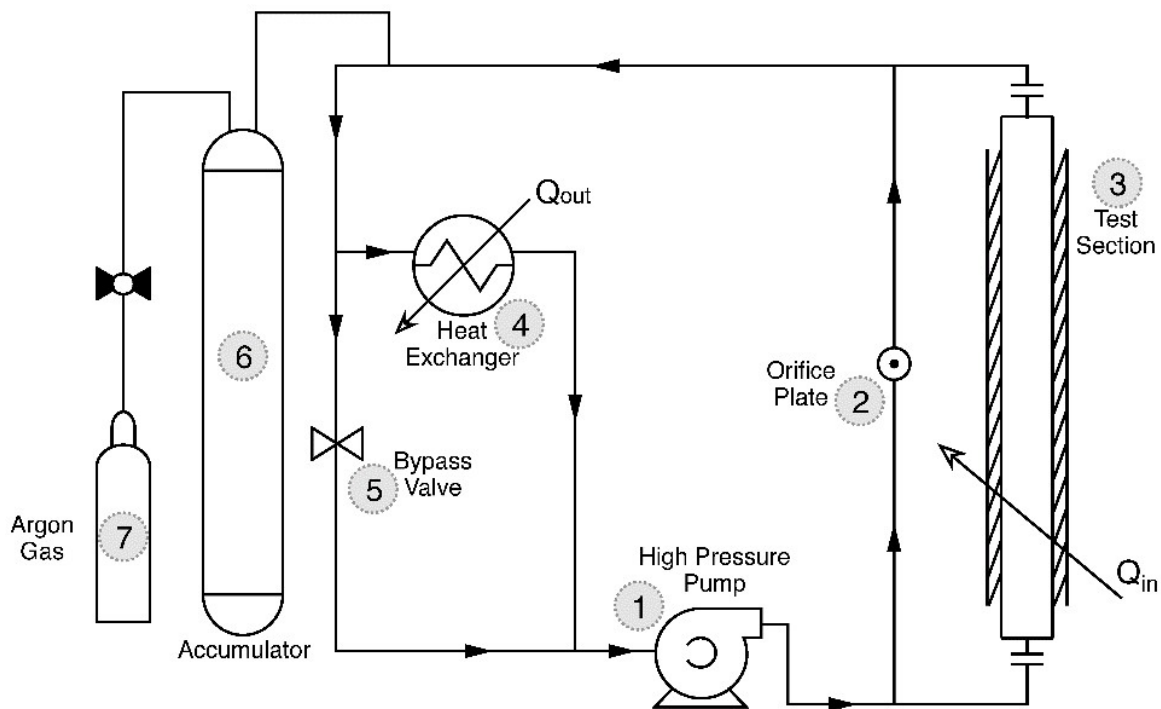 Qout
3
Test
Section
Heat
Exchanger
4
6
Orifice
Plate
2
Bypass
Valve
5
Argon
Gas
7
High Pressure
Pump
1
Qin
Accumulator